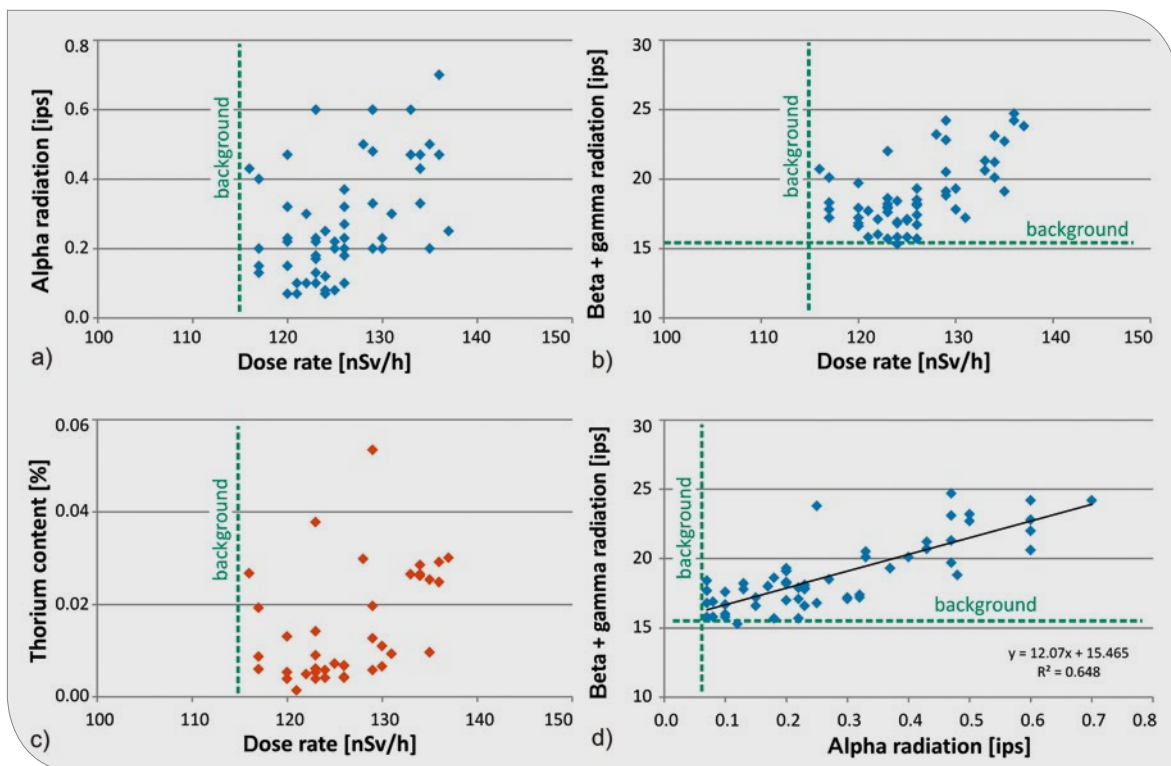 Alpha radiation [ips]
0.8
0.6
0.4
0.2
0.0
background
100 110 120 130 140 150
a)
Dose rate [nSv/h]
Beta + gamma radiation [ips]
30
25
20
15
10
background
background
100 110 120 130 140 150
b)
Dose rate [nSv/h]
Thorium content [%]
0.06
0.04
0.02
0.00
background
100 110 120 130 140 150
c)
Dose rate [nSv/h]
Beta + gamma radiation [ips]
30
25
20
15
10
background
background
y = 12.07x + 15.465
R² = 0.648
0.0 0.1 0.2 0.3 0.4 0.5 0.6 0.7 0.8
d)
Alpha radiation [ips]